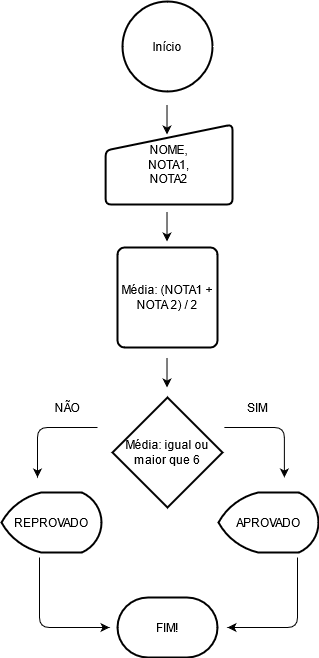 Início
NOME,
NOTA1,
NOTA2
Média: (NOTA1 +
NOTA 2) / 2
NÃO
SIM
Média: igual ou
maior que 6
REPROVADO
APROVADO
FIM!